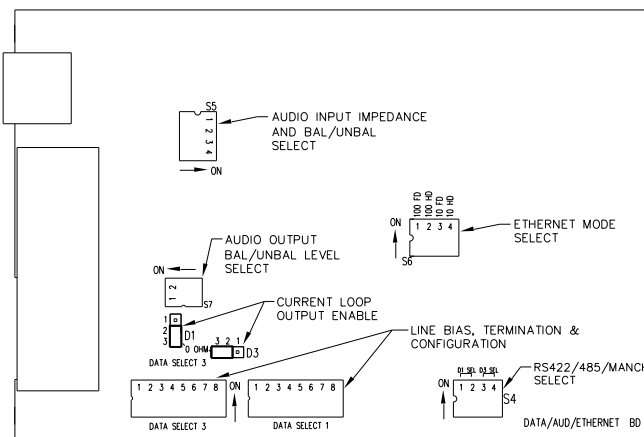 S5
1
2
3
4
AUDIO INPUT IMPEDANCE
AND BAL/UNBAL
SELECT
ON
100 FD
100 HD
10 FD
10 HD
ON
1 2 3 4
S6
ETHERNET MODE
SELECT
AUDIO OUTPUT
BAL/UNBAL LEVEL
SELECT
ON
1 2
S7
CURRENT LOOP
OUTPUT ENABLE
1
2
3
D1
0 OHM
3 2 1
D3
DATA SELECT 3
LINE BIAS, TERMINATION &
CONFIGURATION
1 2 3 4 5 6 7 8
ON
1 2 3 4 5 6 7 8
DATA SELECT 3
DATA SELECT 1
RS422/485/MANCH
SELECT
D1 SEL D3 SEL
ON
1 2 3 4
S4
DATA/AUD/ETHERNET BD